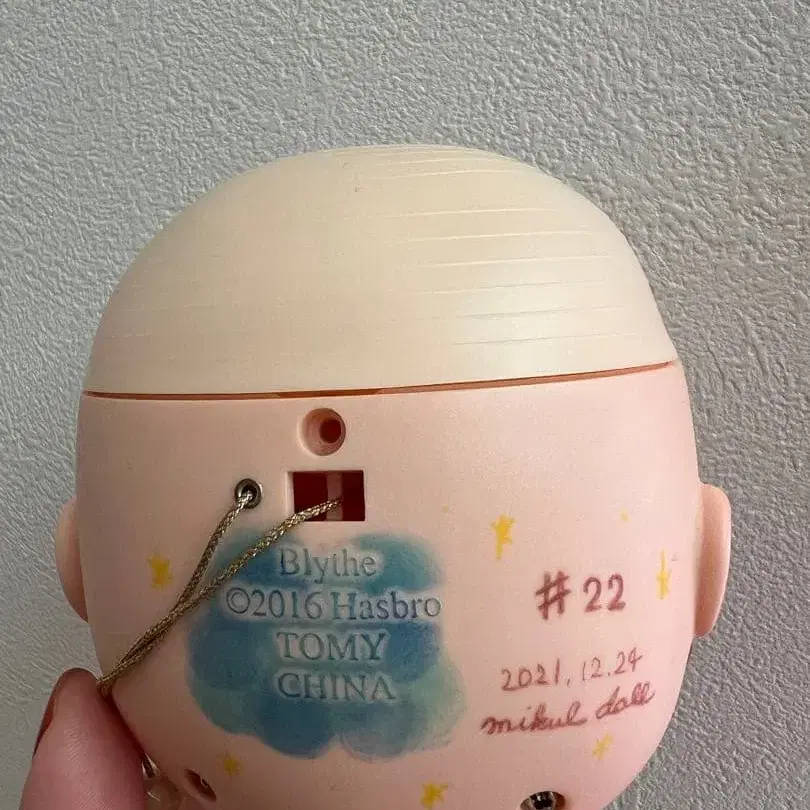 Blythe
©2016 Hasbro
TOMY
CHINA
#22
2021.12.24
mikul doll